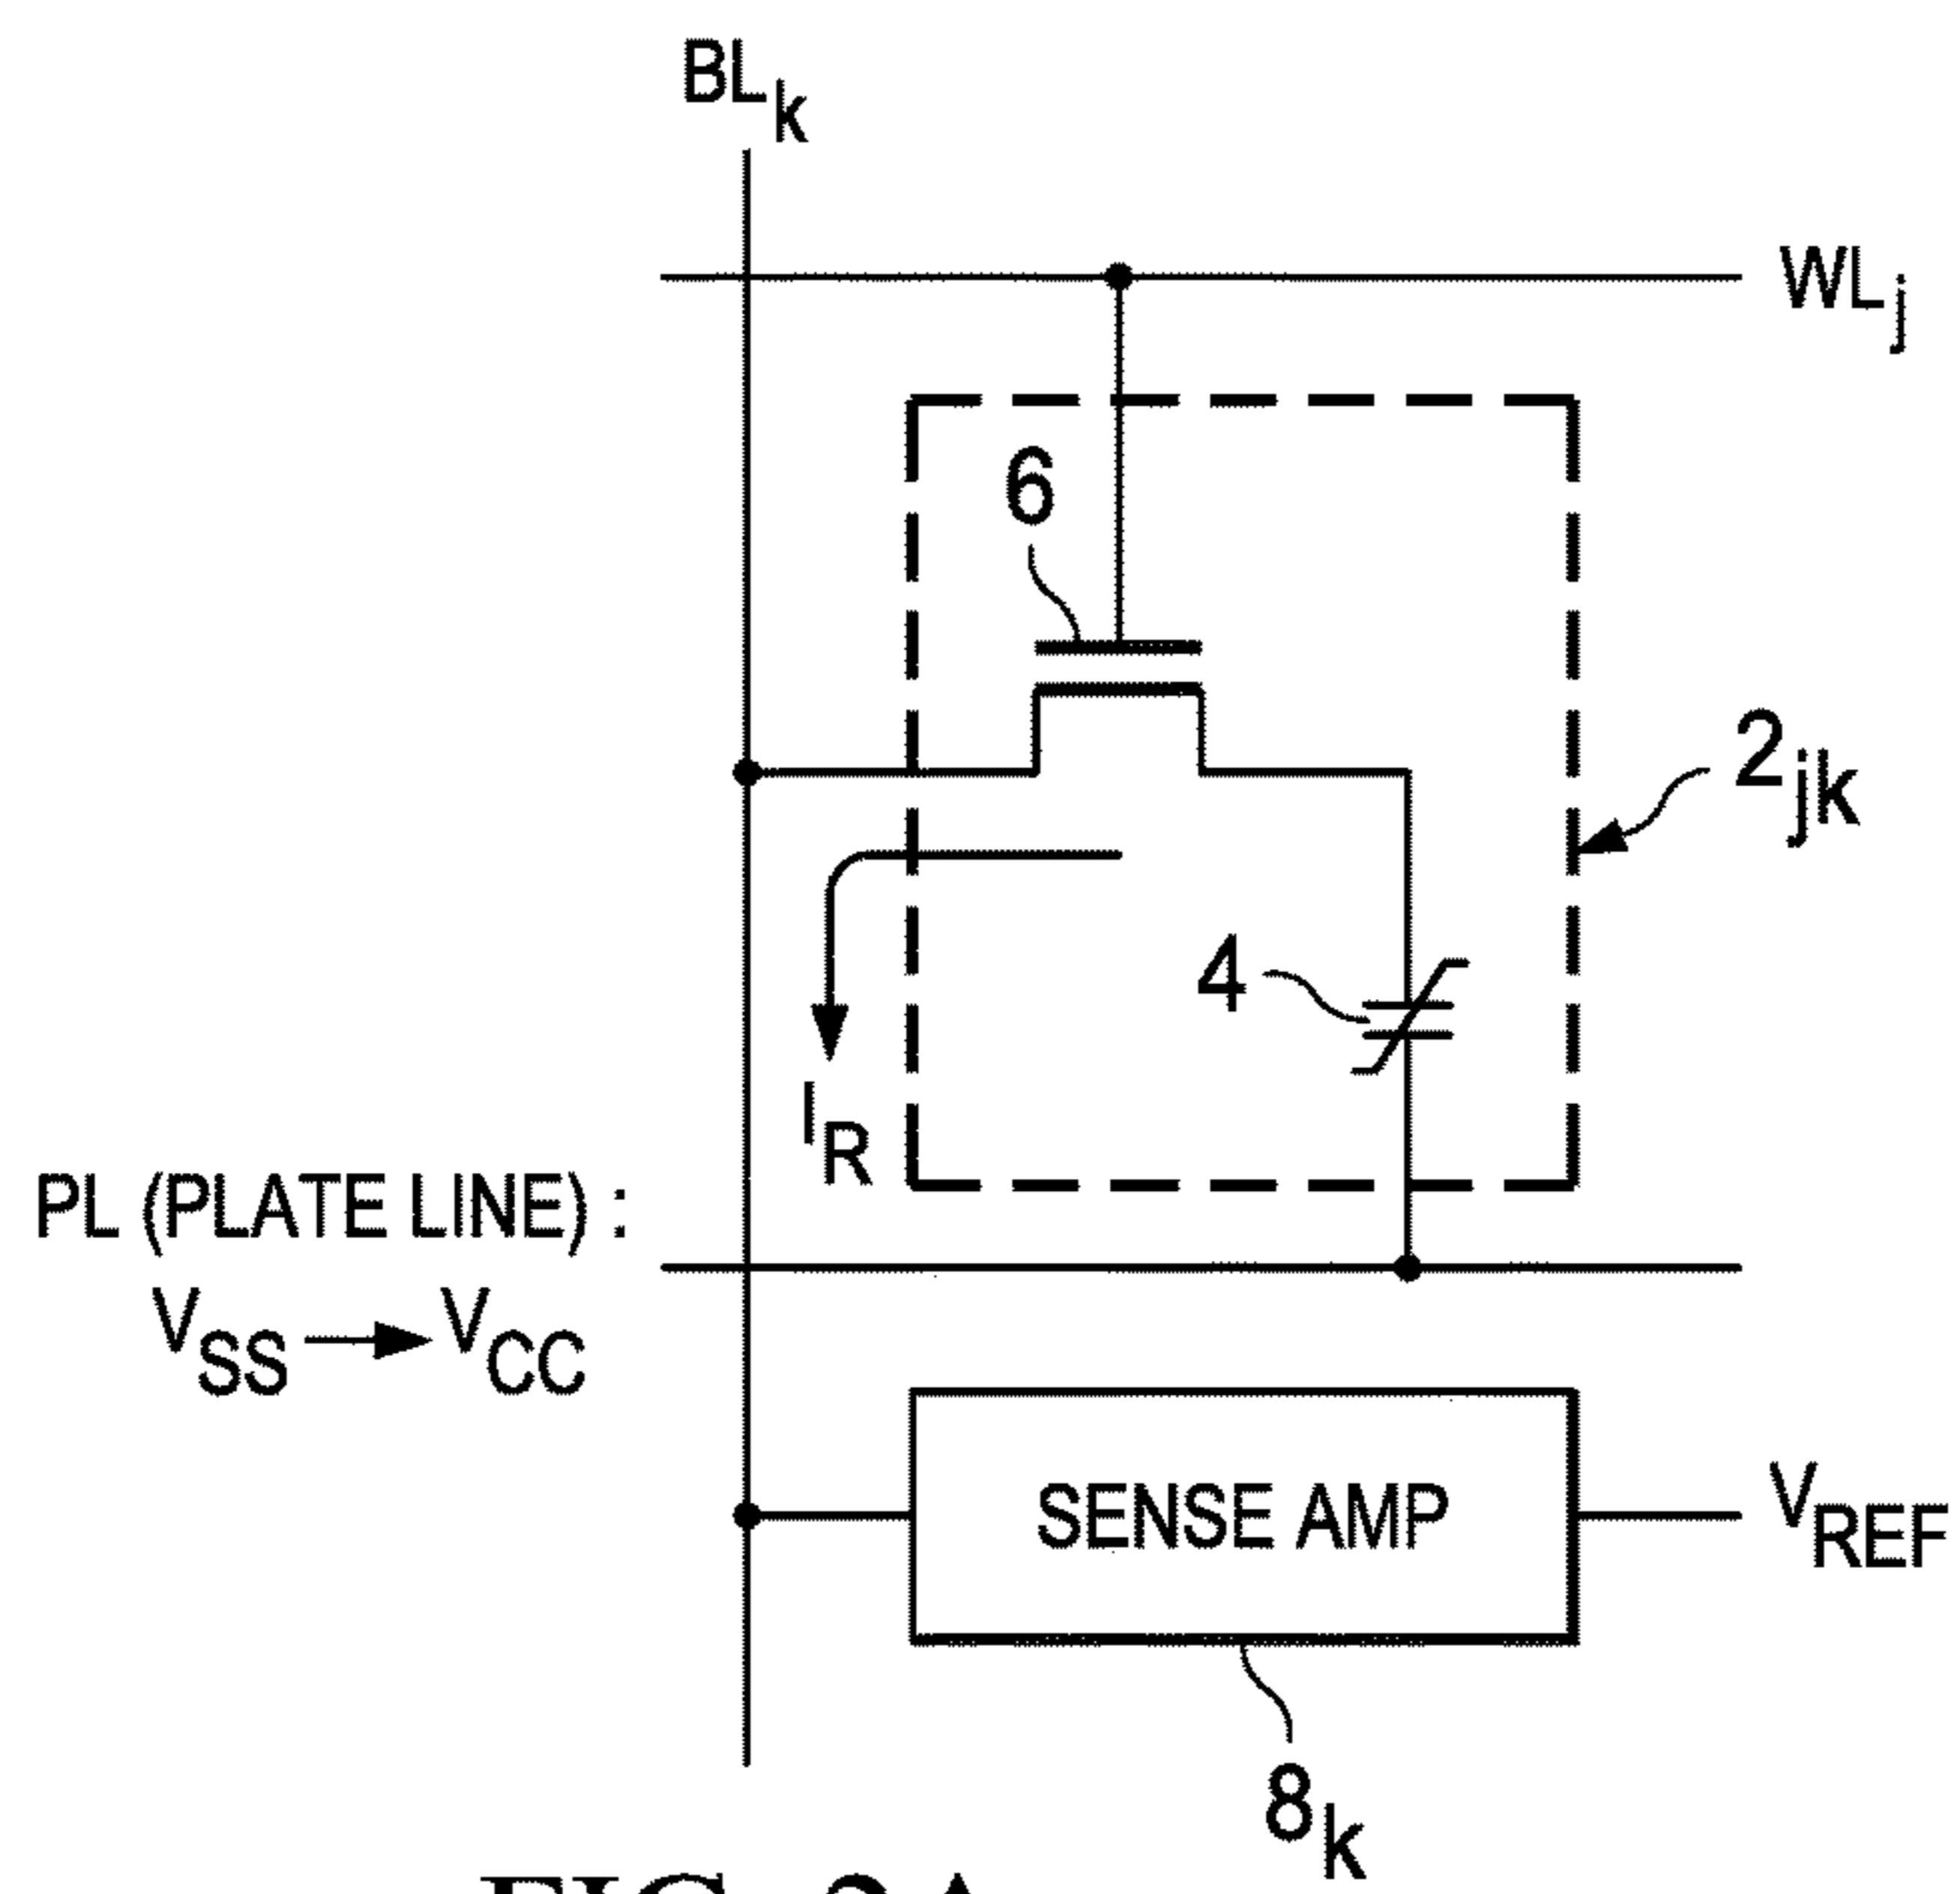 BLk
WLj
6
2jk
4
IR
PL (PLATE LINE) :
VSS → VCC
SENSE AMP
VREF
8k